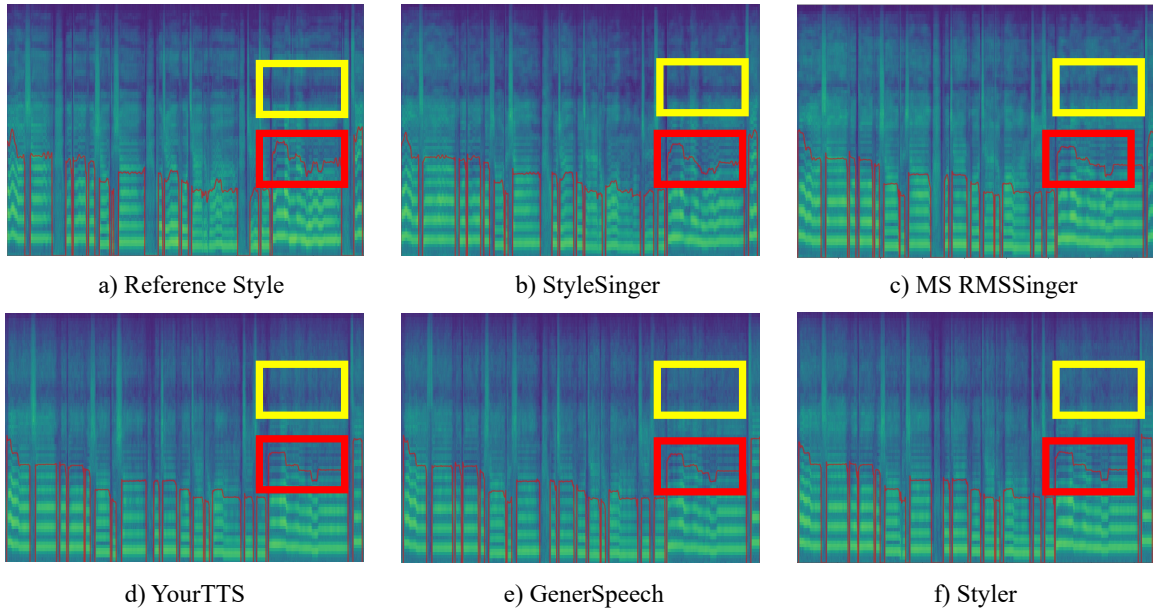 a) Reference Style
b) StyleSinger
c) MS RMSSinger
d) YourTTS
e) GenerSpeech
f) Styler